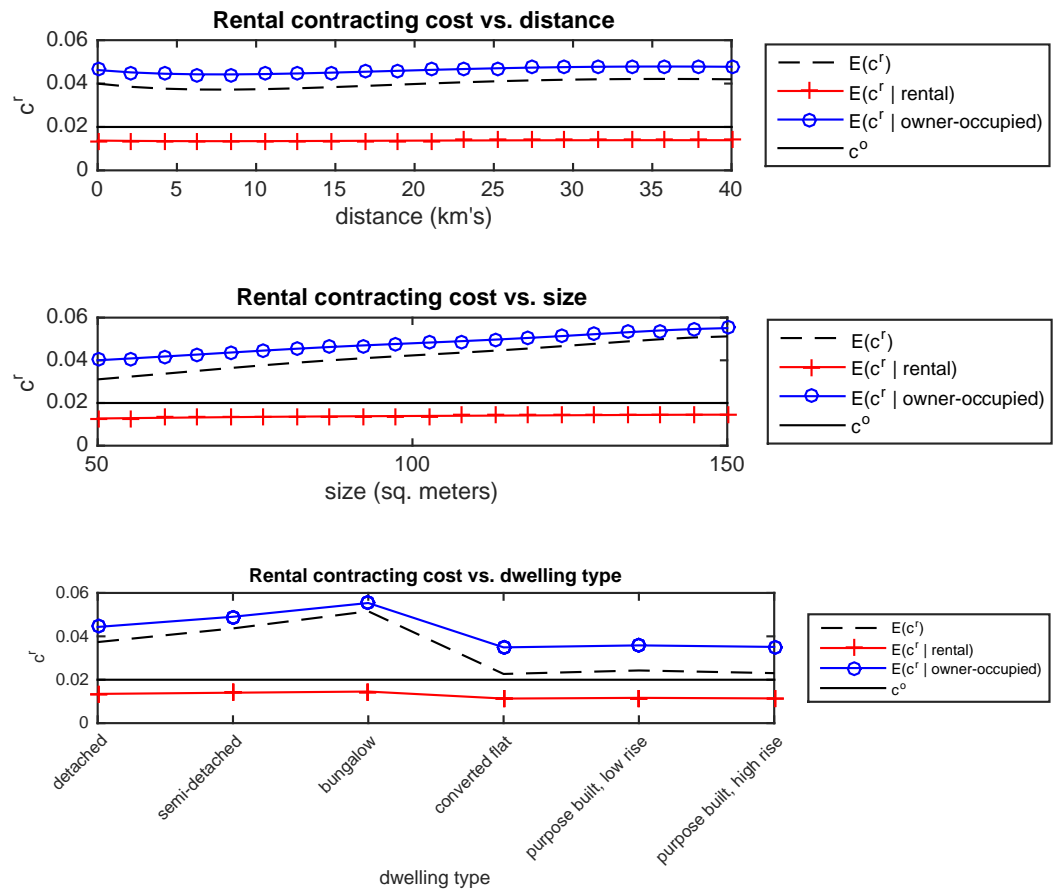 Rental contracting cost vs. distance
0.06
0.04
0.02
0
c^r
0 5 10 15 20 25 30 35 40
distance (km's)
E(c^r)
E(c^r | rental)
E(c^r | owner-occupied)
c^o
Rental contracting cost vs. size
0.06
0.04
0.02
0
c^r
50 100 150
size (sq. meters)
E(c^r)
E(c^r | rental)
E(c^r | owner-occupied)
c^o
Rental contracting cost vs. dwelling type
0.06
0.04
0.02
0
c^r
detached
semi-detached
bungalow
converted flat
purpose built, low rise
purpose built, high rise
dwelling type
E(c^r)
E(c^r | rental)
E(c^r | owner-occupied)
c^o